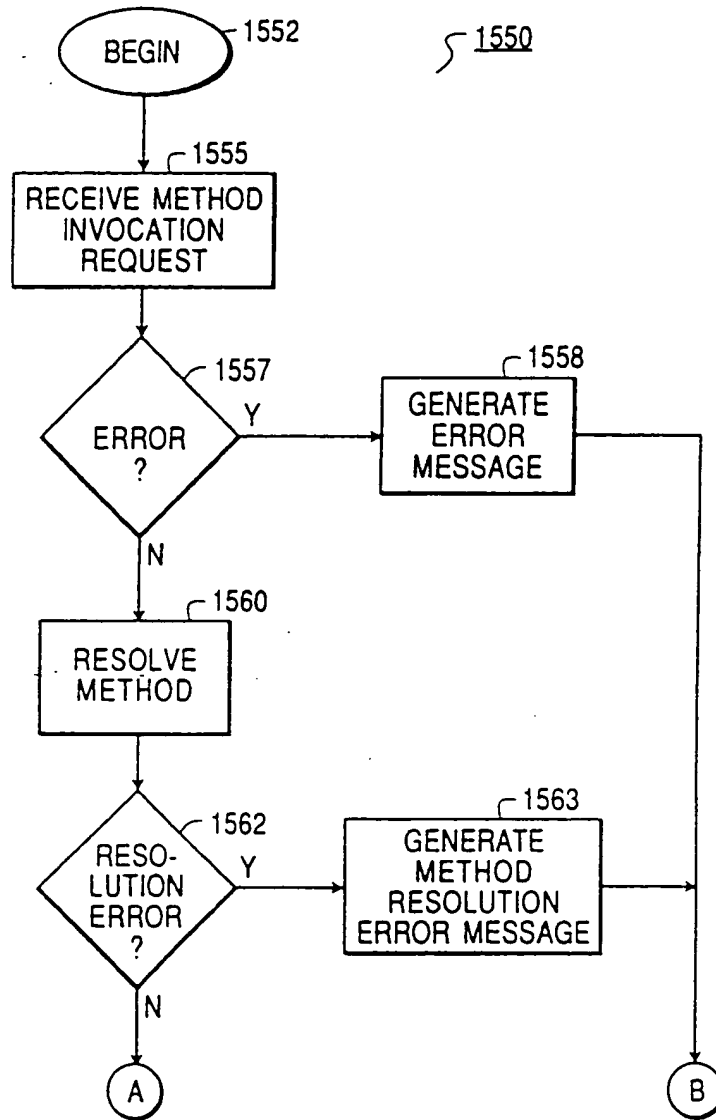 BEGIN
1552
1550
1555
RECEIVE METHOD
INVOCATION
REQUEST
1557
ERROR
?
Y
N
1558
GENERATE
ERROR
MESSAGE
1560
RESOLVE
METHOD
1562
RESO-
LUTION
ERROR
?
Y
N
1563
GENERATE
METHOD
RESOLUTION
ERROR MESSAGE
A
B